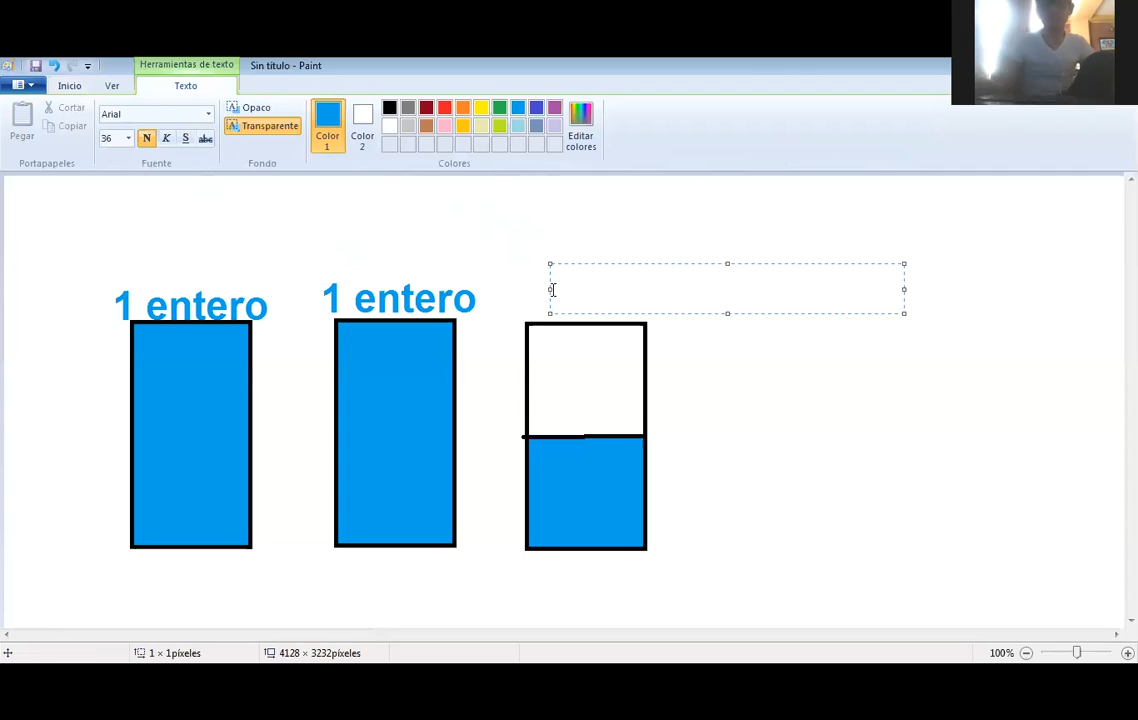 Herramientas de texto
Sin título - Paint
Inicio
Ver
Texto
Pegar
Cortar
Copiar
Portapapeles
Arial
36
N
K
S
abc
Fuente
Opaco
Transparente
Fondo
Color
1
Color
2
Editar
colores
Colores
1 entero
1 entero
1 × 1píxeles
4128 × 3232píxeles
100%